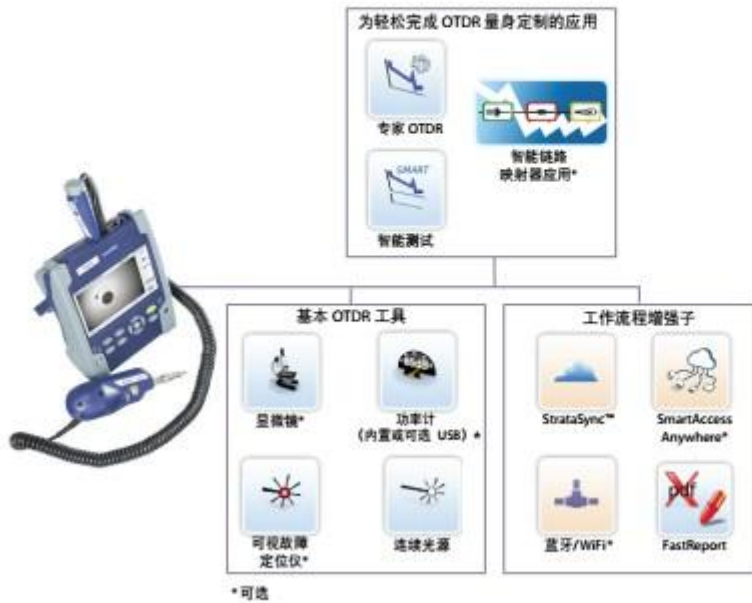 为轻松完成 OTDR 量身定制的应用
专家 OTDR
智能链路
映射器应用*
SMART
智能测试
基本 OTDR 工具
显微镜*
功率计
(内置或可选 USB) *
可视故障
定位仪*
连续光源
工作流程增强子
StrataSync™
SmartAccess
Anywhere*
蓝牙/WiFi*
pdf
FastReport
*可选